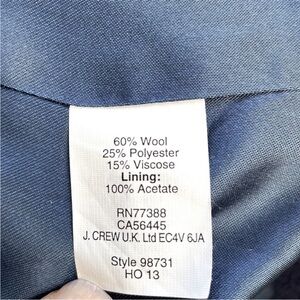 60% Wool
25% Polyester
15% Viscose
Lining:
100% Acetate
RN77388
CA56445
J. CREW U.K. Ltd EC4V 6JA
Style 98731
HO 13